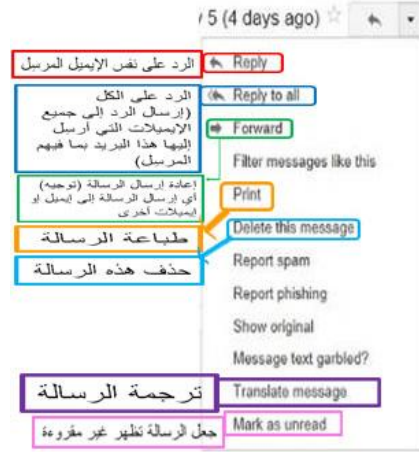 5 (4 days ago)
الرد على نفس الإيميل المرسل
Reply
الرد على الكل
(إرسال الرد إلى جميع
الايميلات التي أرسل
إليها هذا البريد بما فيهم
المرسل)
Reply to all
Forward
Filter messages like this
إعادة إرسال الرسالة (توجيه)
أي إرسال الرسالة إلى إيميل او
إيميلات أخرى
Print
طباعة الرسالة
Delete this message
حذف هذه الرسالة
Report spam
Report phishing
Show original
Message text garbled?
ترجمة الرسالة
Translate message
جعل الرسالة تظهر غير مقروءة
Mark as unread